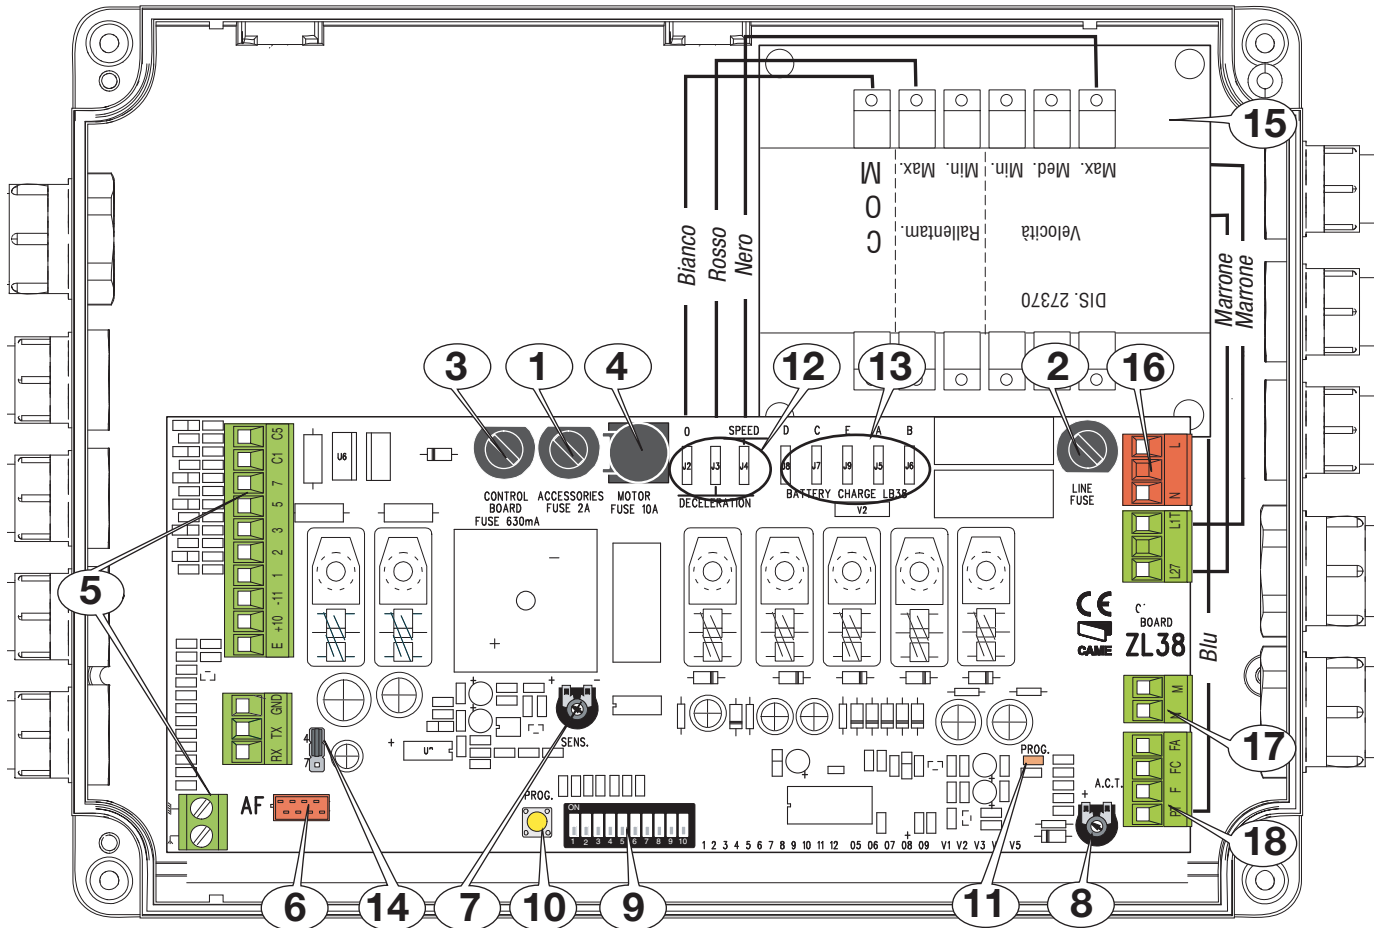 15
Max.
Med.
Min.
Min.
Max.
M
O
C
Velocità
Rallentam.
DIS. 27370
Bianco
Rosso
Nero
Marrone
Marrone
3
1
4
12
13
2
16
O
SPEED
D
C
E
A
B
J2
J3
J4
J8
J7
J9
J5
J6
DECELERATION
BATTERY CHARGE LB38
V2
CONTROL
BOARD
FUSE 630mA
ACCESSORIES
FUSE 2A
MOTOR
FUSE 10A
LINE
FUSE
U6
C5
C1
7
5
3
2
1
-11
+10
E
L
N
L1T
L27
5
CE
BOARD
CAME
ZL38
Blu
GND
TX
RX
4
7
AF
SENS.
PROG.
ON
1 2 3 4 5 6 7 8 9 10
1 2 3 4 5 6 7 8 9 10 11 12
05 06 07 08 09
V1 V2 V3 V5
PROG.
A.C.T.
M
FA
FC
F
17
18
6
14
7
10
9
11
8